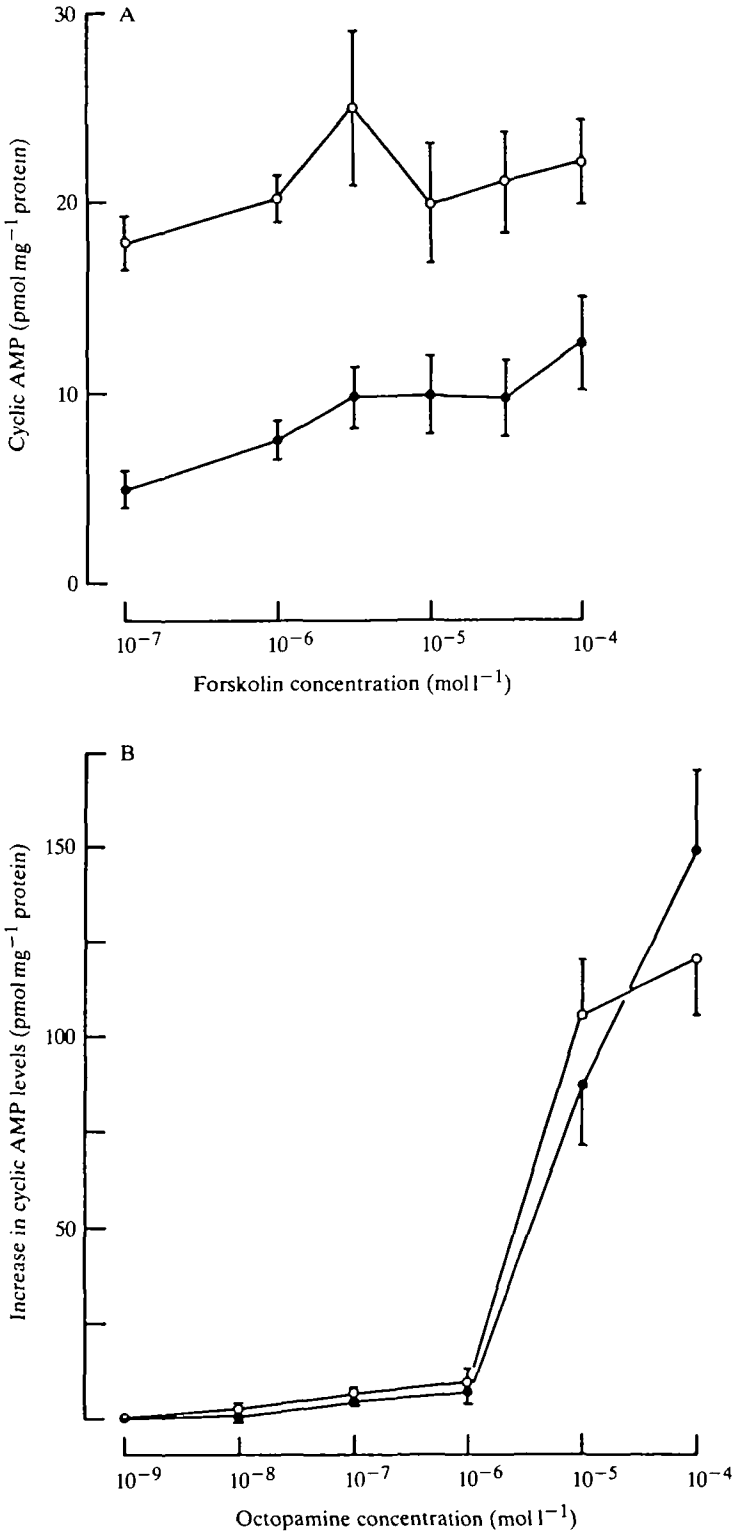 A
30
20
10
0
Cyclic AMP (pmol mg⁻¹ protein)
10⁻⁷ 10⁻⁶ 10⁻⁵ 10⁻⁴
Forskolin concentration (mol l⁻¹)
B
150
100
50
Increase in cyclic AMP levels (pmol mg⁻¹ protein)
10⁻⁹ 10⁻⁸ 10⁻⁷ 10⁻⁶ 10⁻⁵ 10⁻⁴
Octopamine concentration (mol l⁻¹)